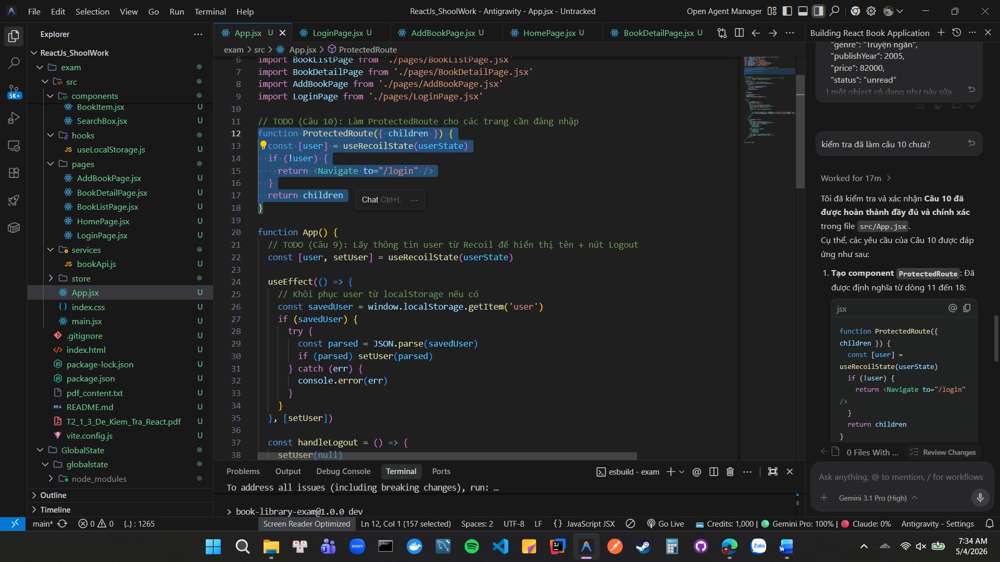 File Edit Selection View Go Run Terminal Help
ReactJs_ShoolWork - Antigravity - App.jsx - Untracked
Open Agent Manager
Explorer
ReactJs_ShoolWork
exam
src
components
BookItem.jsx U
SearchBox.jsx U
hooks
JS useLocalStorage.js U
pages
AddBookPage.jsx U
BookDetailPage.jsx U
BookListPage.jsx U
HomePage.jsx U
LoginPage.jsx U
services
JS bookApi.js U
store
App.jsx U
{} index.css U
main.jsx U
.gitignore U
index.html U
package-lock.json U
package.json U
pdf_content.txt U
README.md U
T2_1_3_De_Kiem_Tra_React.pdf U
vite.config.js U
GlobalState
globalstate
node_modules
Outline
Timeline
5K+
App.jsx U
LoginPage.jsx U
AddBookPage.jsx U
HomePage.jsx U
BookDetailPage.jsx U
exam > src > App.jsx > ProtectedRoute
6 import BookListPage from './pages/BookListPage.jsx'
7 import BookDetailPage from './pages/BookDetailPage.jsx'
8 import AddBookPage from './pages/AddBookPage.jsx'
9 import LoginPage from './pages/LoginPage.jsx'
10
11 // TODO (Câu 10): Làm ProtectedRoute cho các trang cần đăng nhập
12 function ProtectedRoute({ children }) {
13 const [user] = useRecoilState(userState)
14 if (!user) {
15 return <Navigate to="/login" />
16 }
17 return children
18 }
19
20 function App() {
21 // TODO (Câu 9): Lấy thông tin user từ Recoil để hiển thị tên + nút Logout
22 const [user, setUser] = useRecoilState(userState)
23
24 useEffect(() => {
25 // Khôi phục user từ localStorage nếu có
26 const savedUser = window.localStorage.getItem('user')
27 if (savedUser) {
28 try {
29 const parsed = JSON.parse(savedUser)
30 if (parsed) setUser(parsed)
31 } catch (err) {
32 console.error(err)
33 }
34 }
35 }, [setUser])
36
37 const handleLogout = () => {
38 setUser(null)
Chat Ctrl+L ...
Problems Output Debug Console Terminal Ports
esbuild - exam
To address all issues (including breaking changes), run: …
> book-library-exam@1.0.0 dev
Building React Book Application
"genre": "Truyện ngắn",
"publishYear": 2005,
"price": 82000,
"status": "unread"
} một object có dạng như này sửa
kiểm tra đã làm câu 10 chưa?
Worked for 17m
Tôi đã kiểm tra và xác nhận Câu 10 đã
được hoàn thành đầy đủ và chính xác
trong file src/App.jsx.
Cụ thể, các yêu cầu của Câu 10 được đáp
ứng như sau:
1. Tạo component ProtectedRoute: Đã
được định nghĩa từ dòng 11 đến 18:
jsx
function ProtectedRoute({
children }) {
const [user] =
useRecoilState(userState)
if (!user) {
return <Navigate to="/login"
/>
}
return children
}
0 Files With ... Review Changes
Ask anything, @ to mention, / for workflows
Gemini 3.1 Pro (High)
main* 0 0 {..} : 1265
Screen Reader Optimized Ln 12, Col 1 (157 selected) Spaces: 2 UTF-8 LF {} JavaScript JSX Go Live Credits: 1,000 | Gemini Pro: 100% | Claude: 0% Antigravity - Settings
zoom
Zalo
7:34 AM
5/4/2026